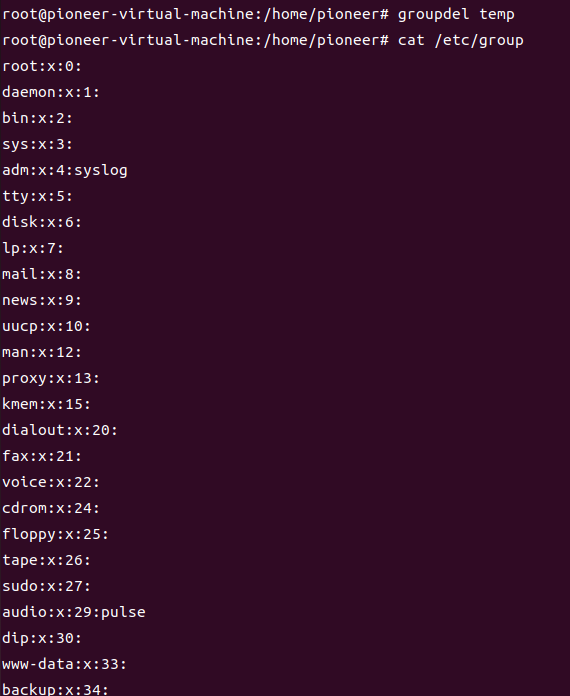 root@pioneer-virtual-machine:/home/pioneer# groupdel temp
root@pioneer-virtual-machine:/home/pioneer# cat /etc/group
root:x:0:
daemon:x:1:
bin:x:2:
sys:x:3:
adm:x:4:syslog
tty:x:5:
disk:x:6:
lp:x:7:
mail:x:8:
news:x:9:
uucp:x:10:
man:x:12:
proxy:x:13:
kmem:x:15:
dialout:x:20:
fax:x:21:
voice:x:22:
cdrom:x:24:
floppy:x:25:
tape:x:26:
sudo:x:27:
audio:x:29:pulse
dip:x:30:
www-data:x:33:
backup:x:34: